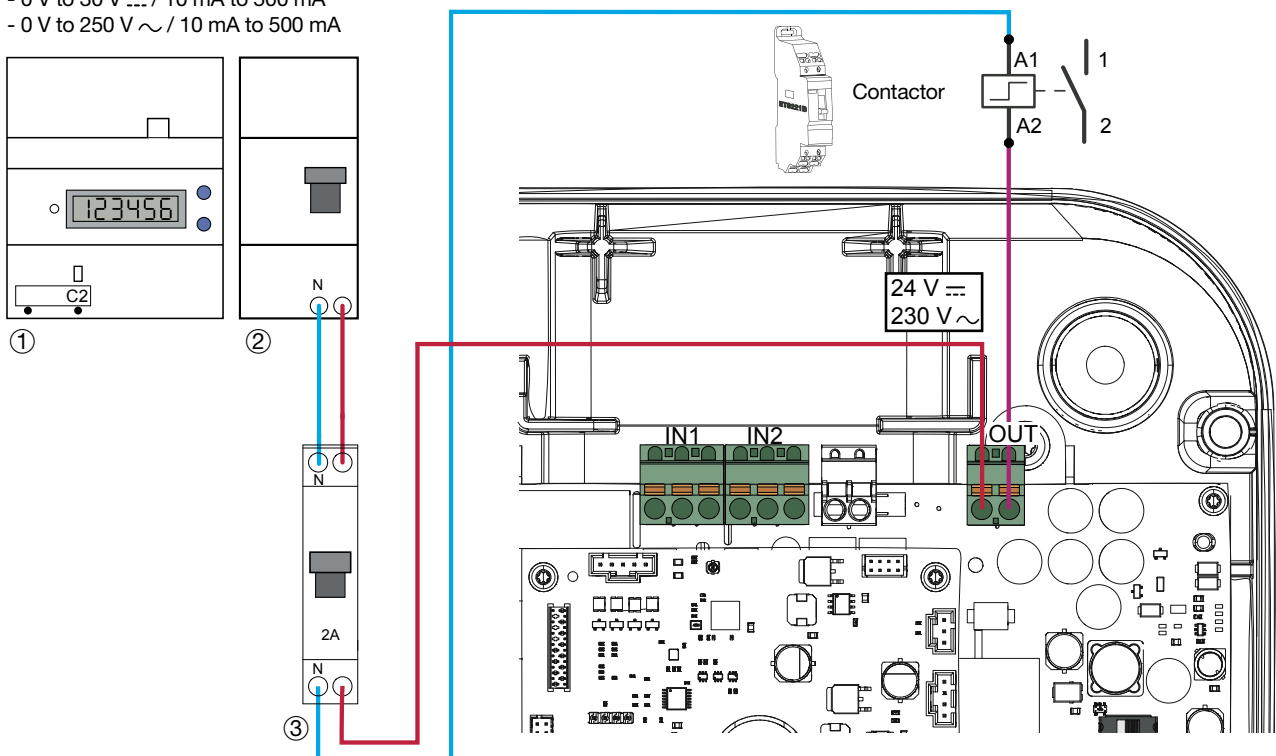 - 0 V to 30 V ⎓ / 10 mA to 500 mA
- 0 V to 250 V ∼ / 10 mA to 500 mA
Contactor
A1
1
A2
2
123456
C2
N
①
②
24 V ⎓
230 V ∼
IN1
IN2
OUT
N
2A
N
③